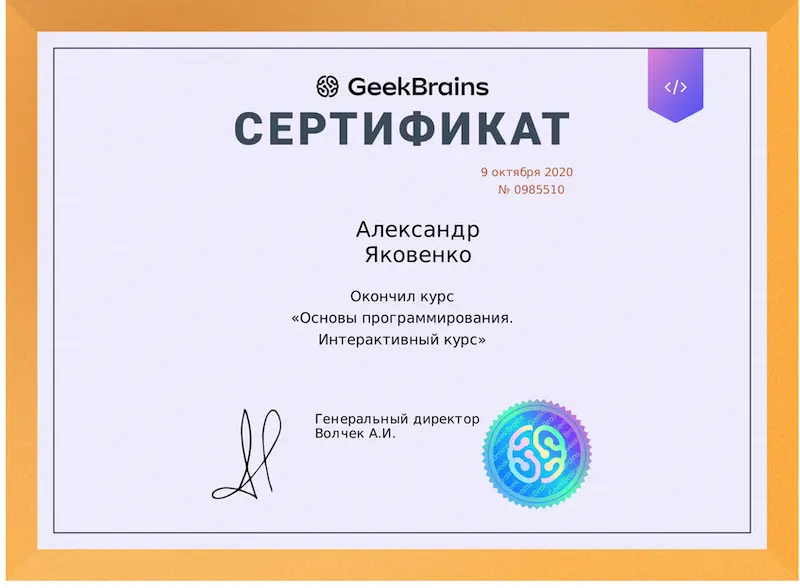 GeekBrains
СЕРТИФИКАТ
</>
9 октября 2020
№ 0985510
Александр
Яковенко
Окончил курс
«Основы программирования.
Интерактивный курс»
Генеральный директор
Волчек А.И.